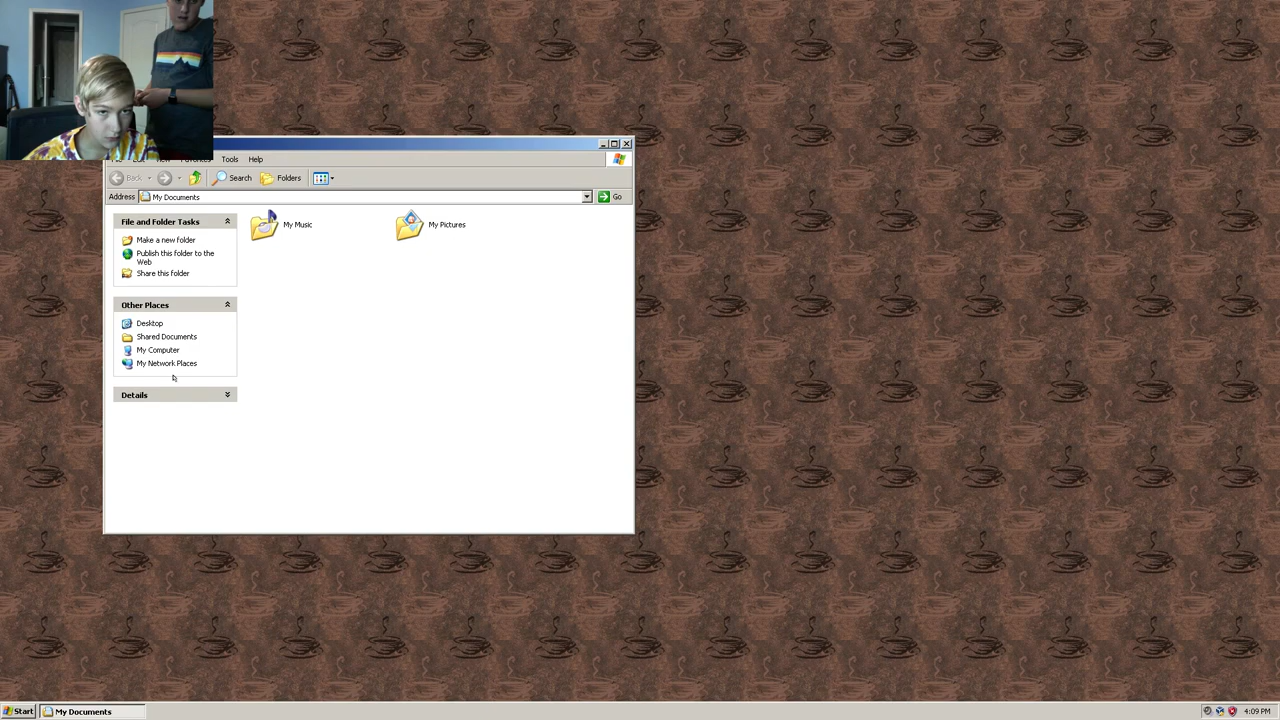 Tools Help
Back Search Folders
Address My Documents Go
File and Folder Tasks
Make a new folder
Publish this folder to the
Web
Share this folder
My Music My Pictures
Other Places
Desktop
Shared Documents
My Computer
My Network Places
Details
Start My Documents 4:09 PM